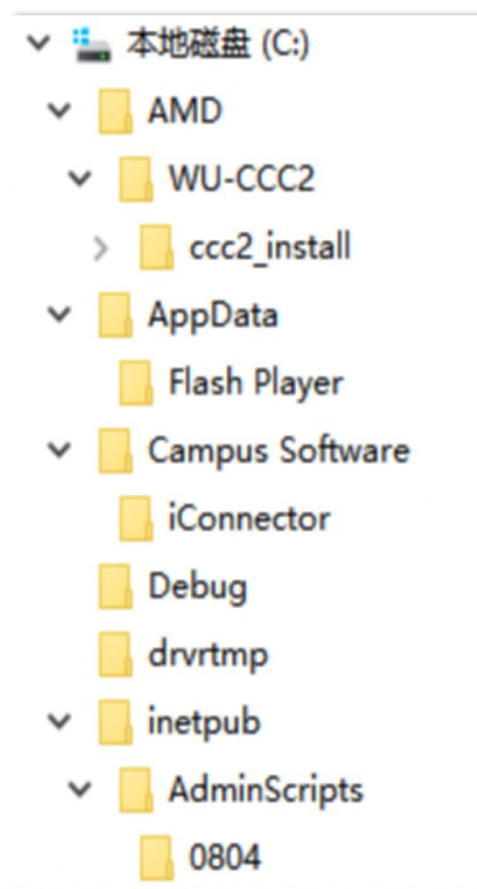 本地磁盘 (C:)
AMD
WU-CCC2
ccc2_install
AppData
Flash Player
Campus Software
iConnector
Debug
drvrtmp
inetpub
AdminScripts
0804